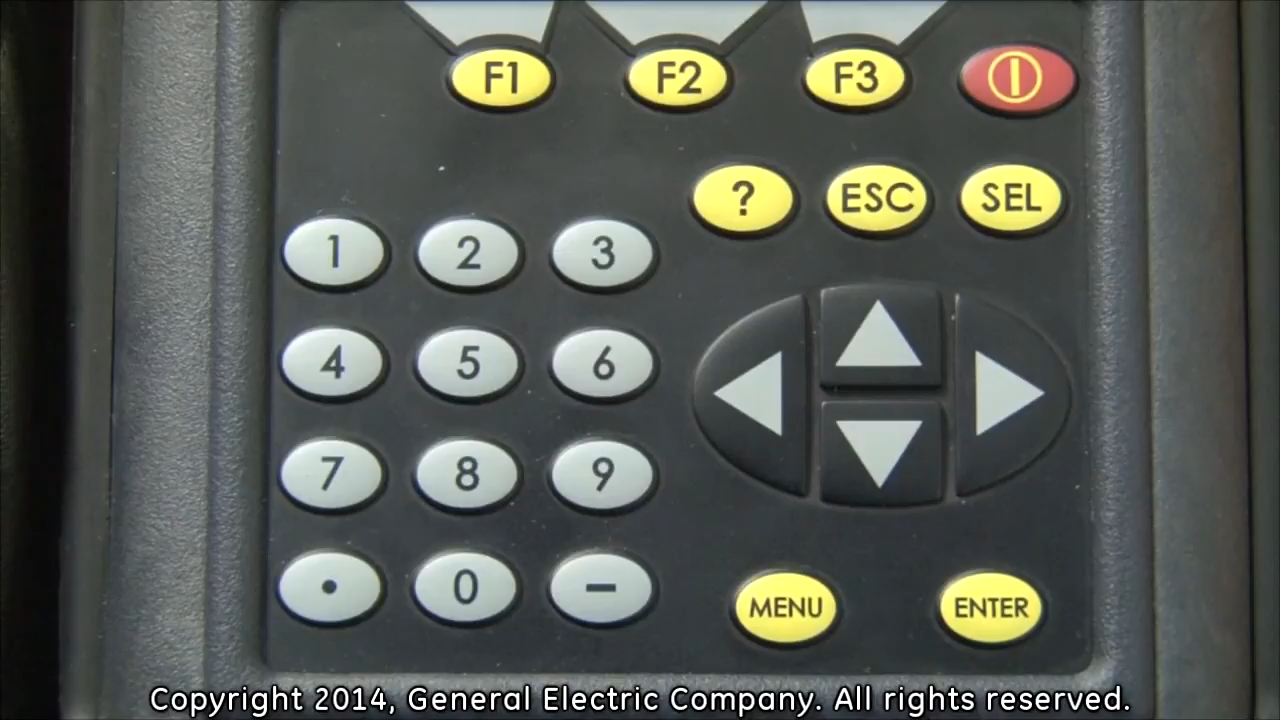 F1 F2 F3
? ESC SEL
1 2 3
4 5 6
7 8 9
. 0 -
MENU ENTER
Copyright 2014, General Electric Company. All rights reserved.